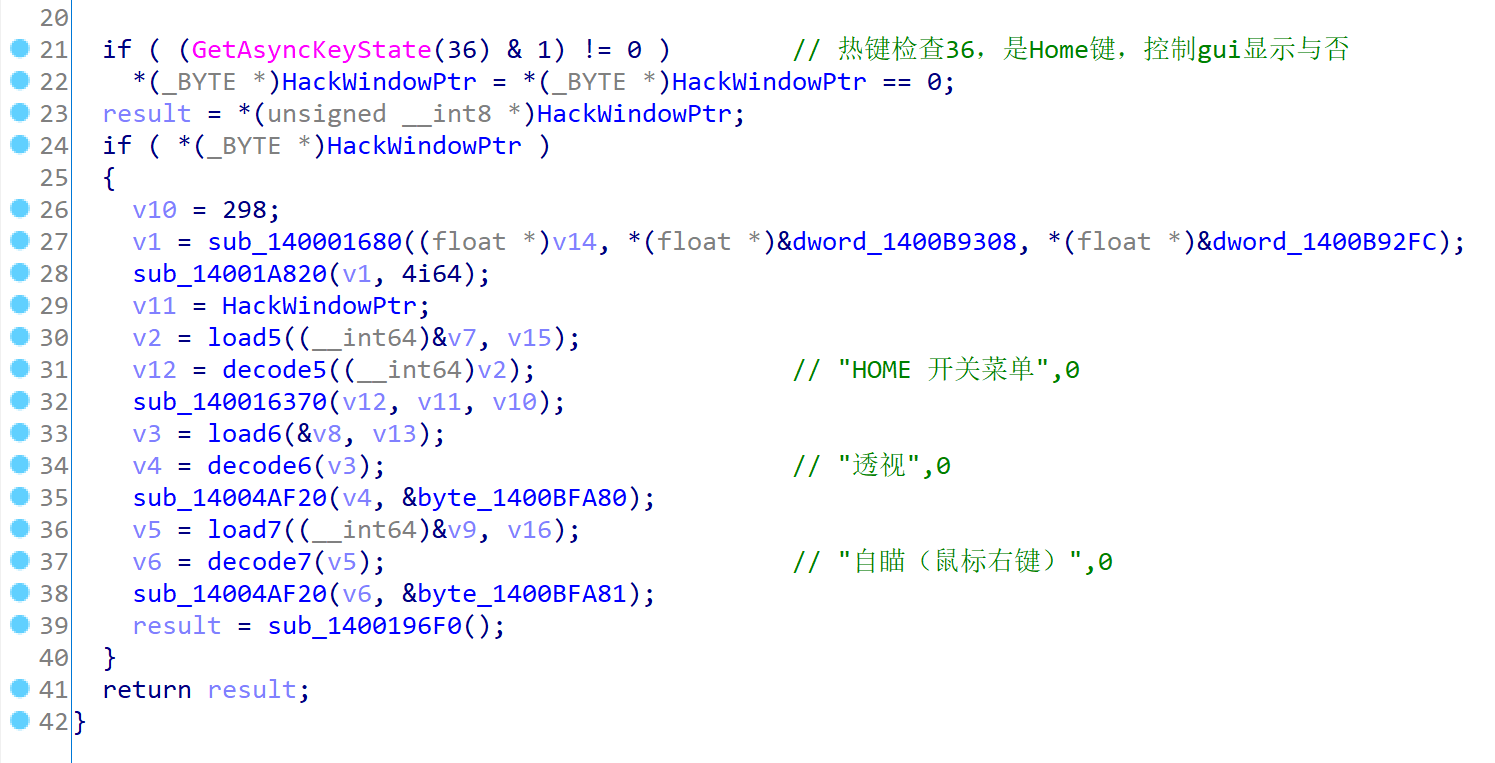 20
21 if ( (GetAsyncKeyState(36) & 1) != 0 ) // 热键检查36，是Home键，控制gui显示与否
22 *(_BYTE *)HackWindowPtr = *(_BYTE *)HackWindowPtr == 0;
23 result = *(unsigned __int8 *)HackWindowPtr;
24 if ( *(_BYTE *)HackWindowPtr )
25 {
26 v10 = 298;
27 v1 = sub_140001680((float *)v14, *(float *)&dword_1400B9308, *(float *)&dword_1400B92FC);
28 sub_14001A820(v1, 4i64);
29 v11 = HackWindowPtr;
30 v2 = load5((__int64)&v7, v15);
31 v12 = decode5((__int64)v2); // "HOME 开关菜单",0
32 sub_140016370(v12, v11, v10);
33 v3 = load6(&v8, v13);
34 v4 = decode6(v3); // "透视",0
35 sub_14004AF20(v4, &byte_1400BFA80);
36 v5 = load7((__int64)&v9, v16);
37 v6 = decode7(v5); // "自瞄（鼠标右键）",0
38 sub_14004AF20(v6, &byte_1400BFA81);
39 result = sub_1400196F0();
40 }
41 return result;
42 }